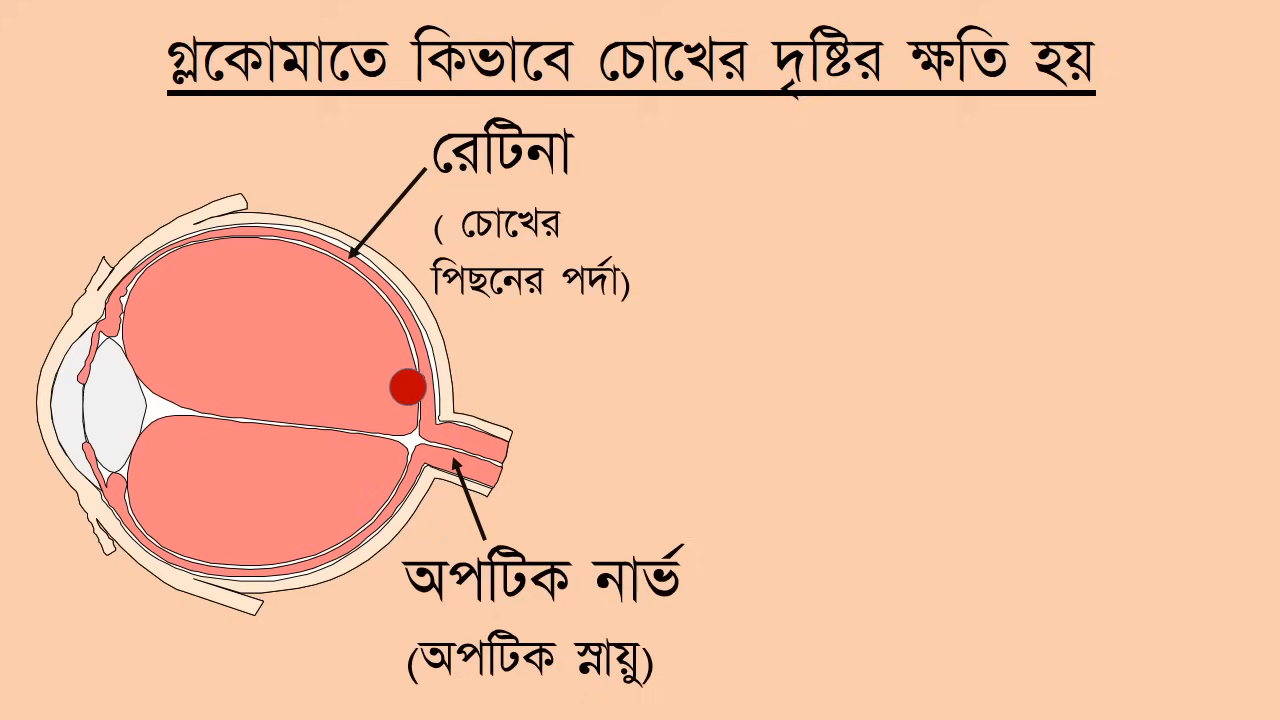 গ্লকোমাতে কিভাবে চোখের দৃষ্টির ক্ষতি হয়
রেটিনা
( চোখের
পিছনের পর্দা)
অপটিক নার্ভ
(অপটিক স্নায়ু)